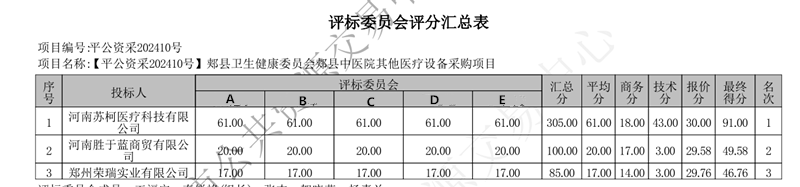 评标委员会评分汇总表
项目编号:平公资采202410号
项目名称:【平公资采202410号】郏县卫生健康委员会郏县中医院其他医疗设备采购项目
序号 投标人 评标委员会 汇总分 平均分 商务分 技术分 报价分 最终得分 名次
A B C D E
1 河南苏柯医疗科技有限公司 61.00 61.00 61.00 61.00 61.00 305.00 61.00 18.00 43.00 30.00 91.00 1
2 河南胜于蓝商贸有限公司 20.00 20.00 20.00 20.00 20.00 100.00 20.00 17.00 3.00 29.58 49.58 2
3 郑州荣瑞实业有限公司 17.00 17.00 17.00 17.00 17.00 85.00 17.00 14.00 3.00 29.76 46.76 3